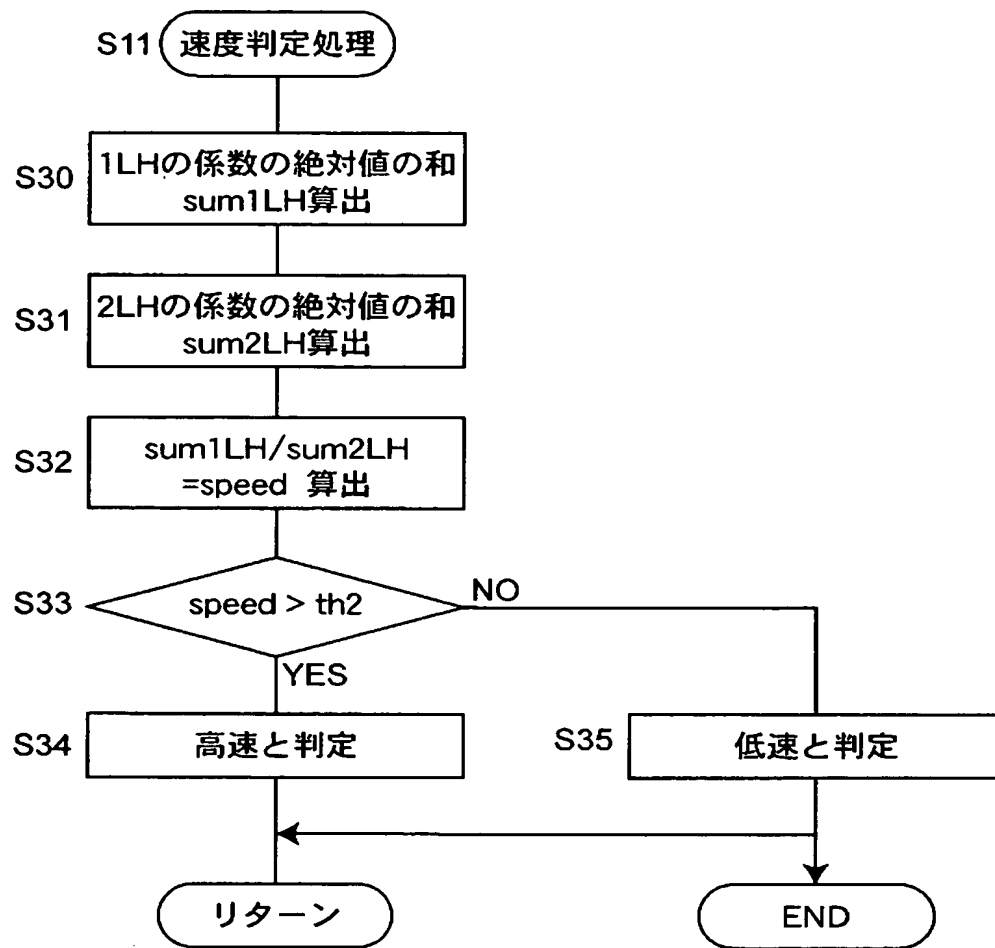 S11 速度判定処理
S30
1LHの係数の絶対値の和
sum1LH算出
S31
2LHの係数の絶対値の和
sum2LH算出
S32
sum1LH/sum2LH
=speed 算出
S33
speed > th2
NO
YES
S34
高速と判定
S35
低速と判定
リターン
END